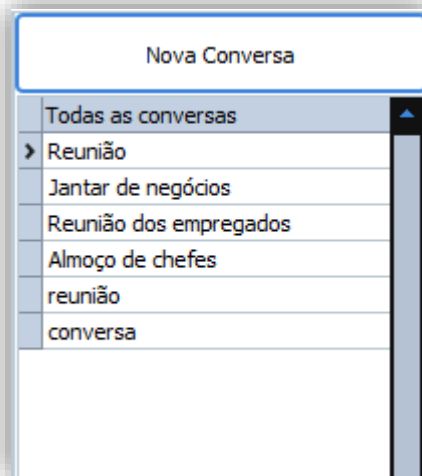 Nova Conversa
Todas as conversas
Reunião
Jantar de negócios
Reunião dos empregados
Almoço de chefes
reunião
conversa